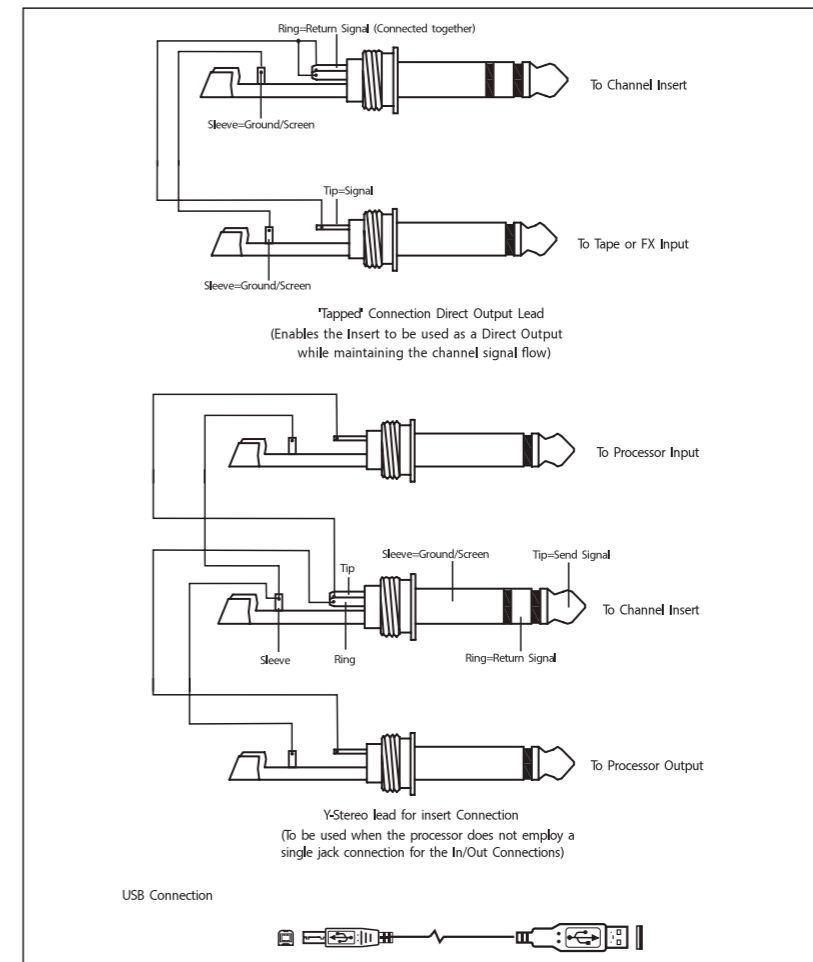 Ring=Return Signal (Connected together)
To Channel Insert
Sleeve=Ground/Screen
Tip=Signal
To Tape or FX Input
Sleeve=Ground/Screen
'Tapped' Connection Direct Output Lead
(Enables the Insert to be used as a Direct Output
while maintaining the channel signal flow)
To Processor Input
Sleeve=Ground/Screen
Tip=Send Signal
Tip
To Channel Insert
Sleeve
Ring
Ring=Return Signal
To Processor Output
Y-Stereo lead for insert Connection
(To be used when the processor does not employ a
single jack connection for the In/Out Connections)
USB Connection